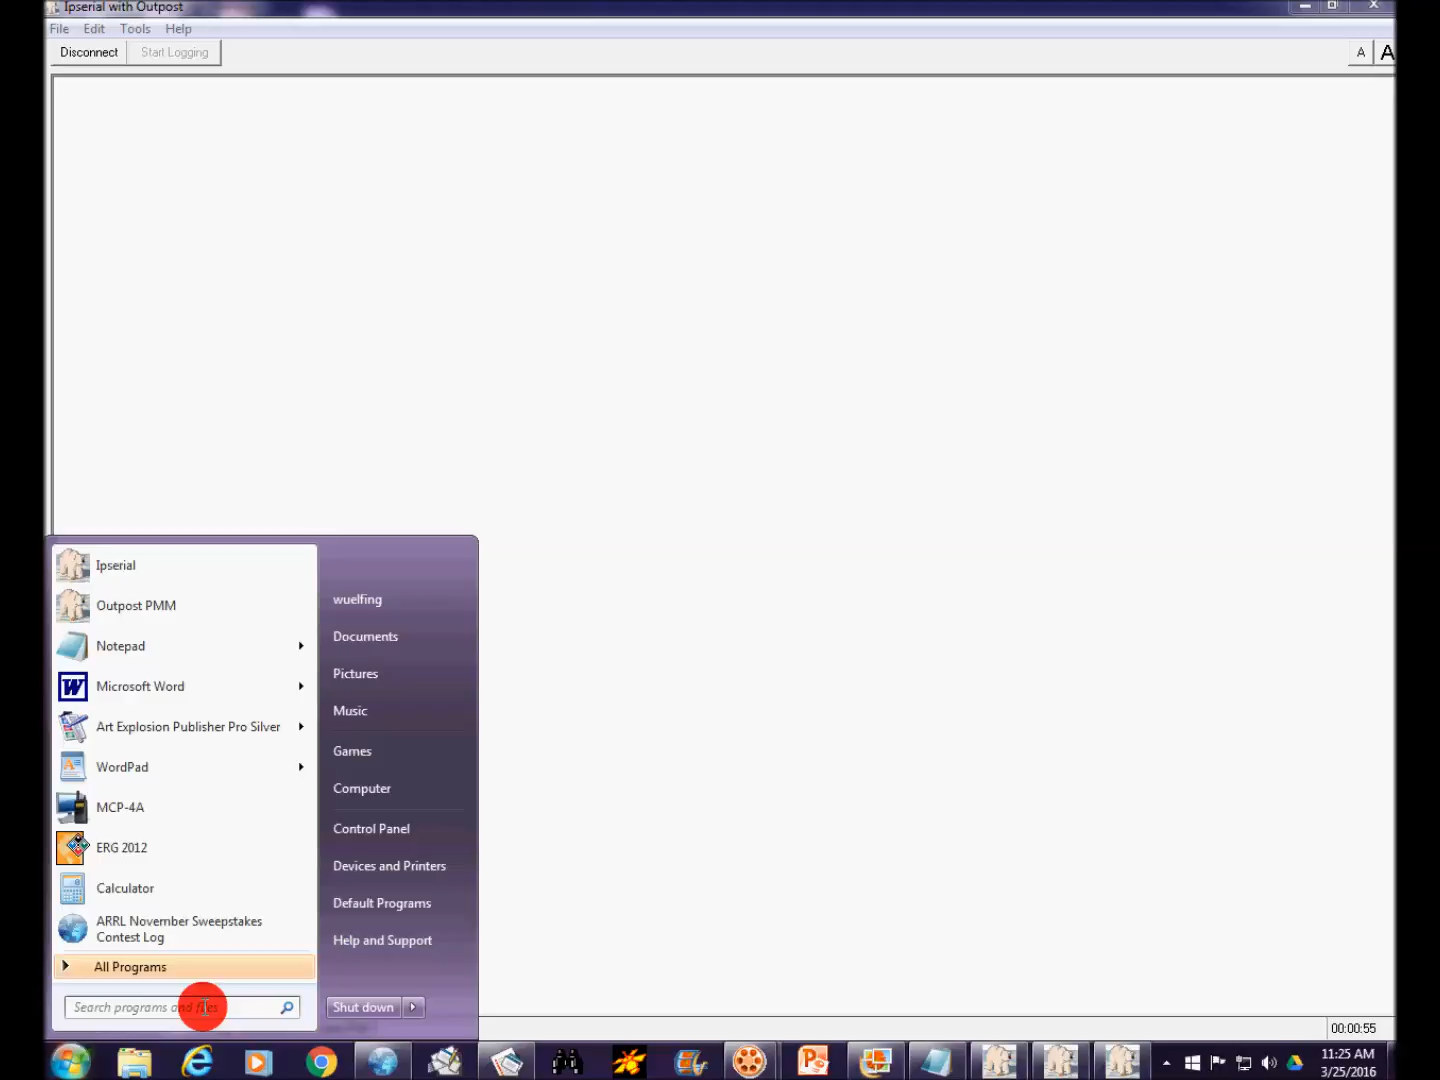 Ipserial with Outpost
File Edit Tools Help
Disconnect Start Logging A A
Ipserial
Outpost PMM
Notepad
Microsoft Word
Art Explosion Publisher Pro Silver
WordPad
MCP-4A
ERG 2012
Calculator
ARRL November Sweepstakes
Contest Log
All Programs
Search programs and files
wuelfing
Documents
Pictures
Music
Games
Computer
Control Panel
Devices and Printers
Default Programs
Help and Support
Shut down
00:00:55
11:25 AM
3/25/2016